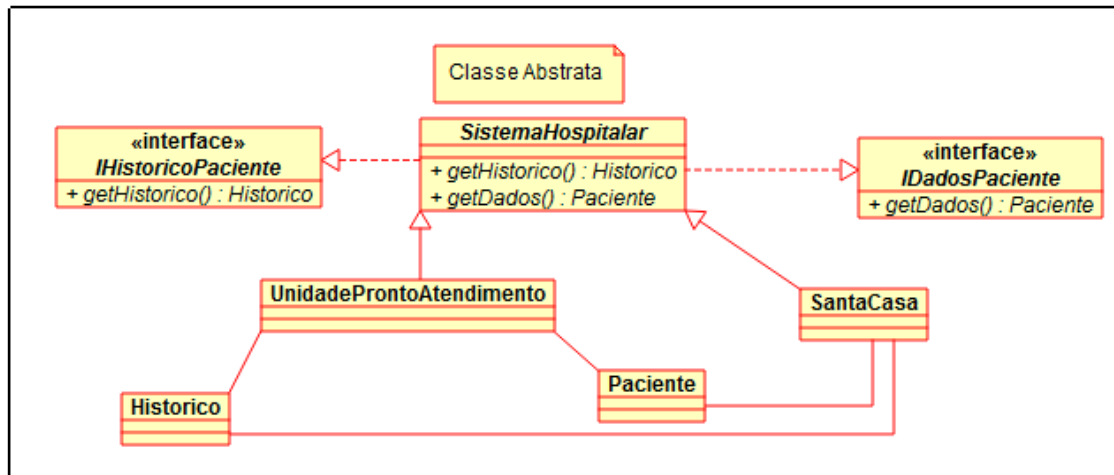 Classe Abstrata
«interface»
IHistoricoPaciente
+ getHistorico() : Historico
SistemaHospitalar
+ getHistorico() : Historico
+ getDados() : Paciente
«interface»
IDadosPaciente
+ getDados() : Paciente
UnidadeProntoAtendimento
SantaCasa
Historico
Paciente